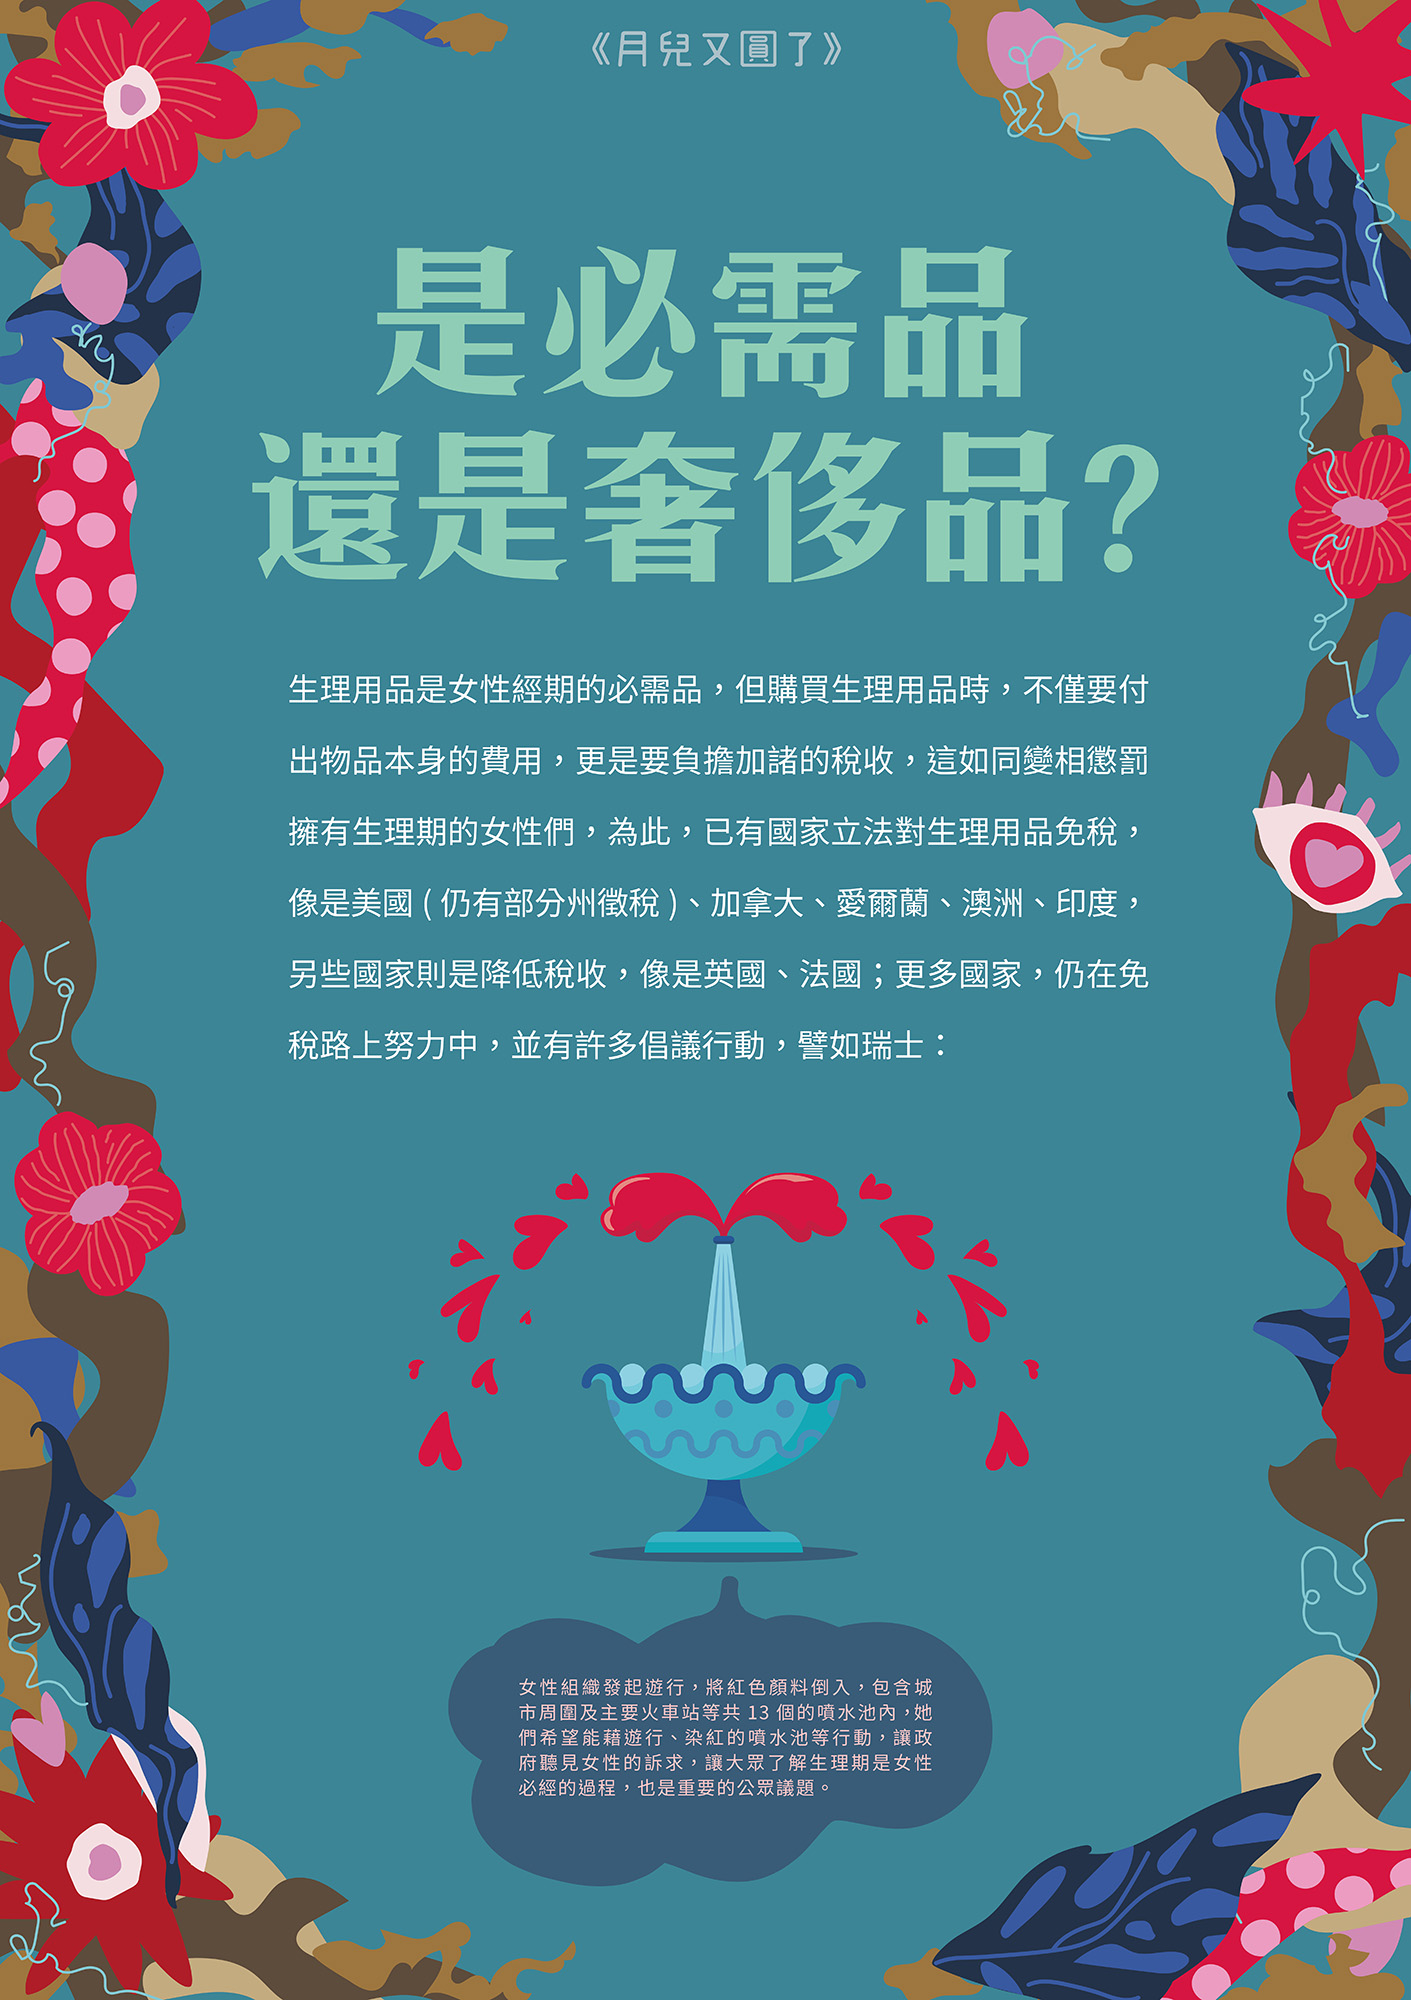 《月兒又圓了》
是必需品
還是奢侈品?
生理用品是女性經期的必需品，但購買生理用品時，不僅要付
出物品本身的費用，更是要負擔加諸的稅收，這如同變相懲罰
擁有生理期的女性們，為此，已有國家立法對生理用品免稅，
像是美國 ( 仍有部分州徵稅 )、加拿大、愛爾蘭、澳洲、印度，
另些國家則是降低稅收，像是英國、法國；更多國家，仍在免
稅路上努力中，並有許多倡議行動，譬如瑞士：
女性組織發起遊行，將紅色顏料倒入，包含城
市周圍及主要火車站等共 13 個的噴水池內，她
們希望能藉遊行、染紅的噴水池等行動，讓政
府聽見女性的訴求，讓大眾了解生理期是女性
必經的過程，也是重要的公眾議題。